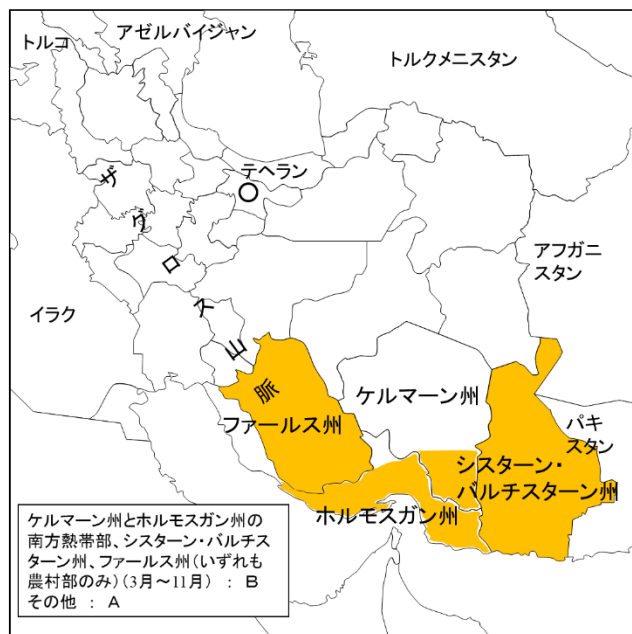 トルコ
アゼルバイジャン
トルクメニスタン
テヘラン
ザダロス山脈
アフガニ
スタン
イラク
ケルマーン州
パキ
スタン
ファールス州
シスターン・
バルチスターン州
ホルモスガン州
ケルマーン州とホルモスガン州の
南方熱帯部、シスターン・バルチス
ターン州、ファールス州(いずれも
農村部のみ)(3月～11月) : B
その他 : A